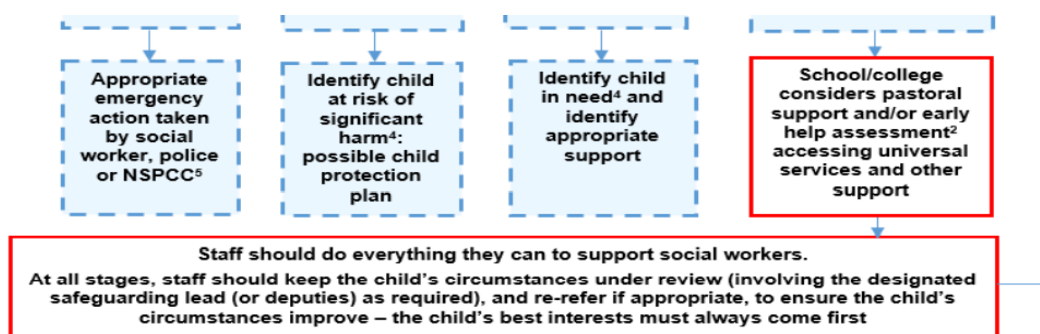 Appropriate
emergency
action taken
by social
worker, police
or NSPCC⁵
Identify child
at risk of
significant
harm⁴:
possible child
protection
plan
Identify child
in need⁴ and
identify
appropriate
support
School/college
considers pastoral
support and/or early
help assessment²
accessing universal
services and other
support
Staff should do everything they can to support social workers.
At all stages, staff should keep the child’s circumstances under review (involving the designated
safeguarding lead (or deputies) as required), and re-refer if appropriate, to ensure the child’s
circumstances improve – the child’s best interests must always come first